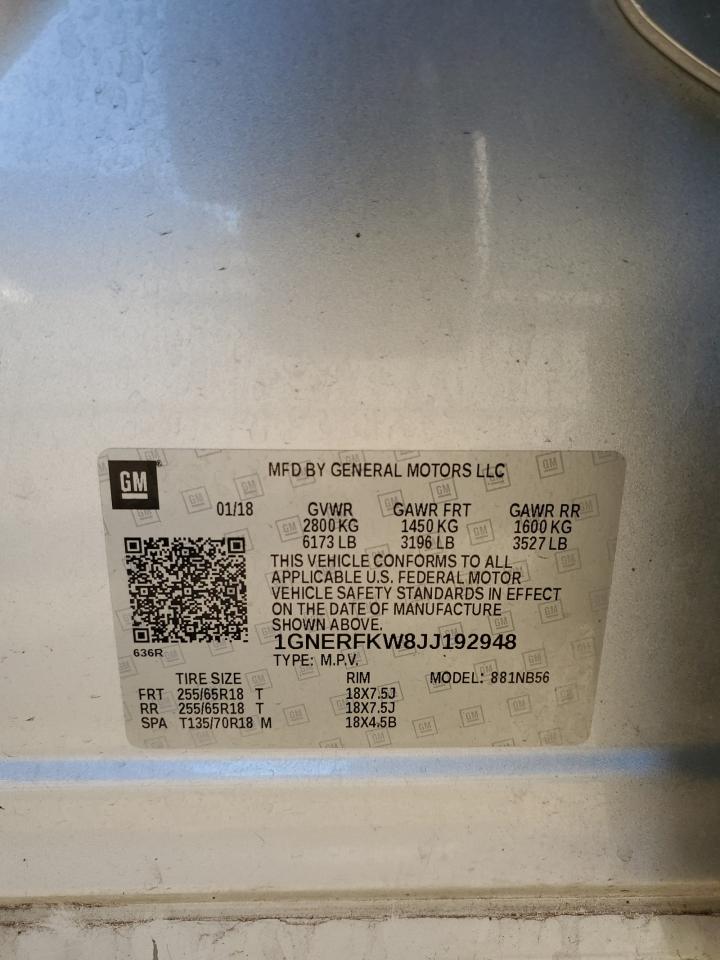 GM
MFD BY GENERAL MOTORS LLC
01/18 GVWR GAWR FRT GAWR RR
2800 KG 1450 KG 1600 KG
6173 LB 3196 LB 3527 LB
THIS VEHICLE CONFORMS TO ALL
APPLICABLE U.S. FEDERAL MOTOR
VEHICLE SAFETY STANDARDS IN EFFECT
ON THE DATE OF MANUFACTURE
SHOWN ABOVE.
1GNERFKW8JJ192948
636R
TYPE: M.P.V.
TIRE SIZE RIM MODEL: 881NB56
FRT 255/65R18 T 18X7.5J
RR 255/65R18 T 18X7.5J
SPA T135/70R18 M 18X4.5B